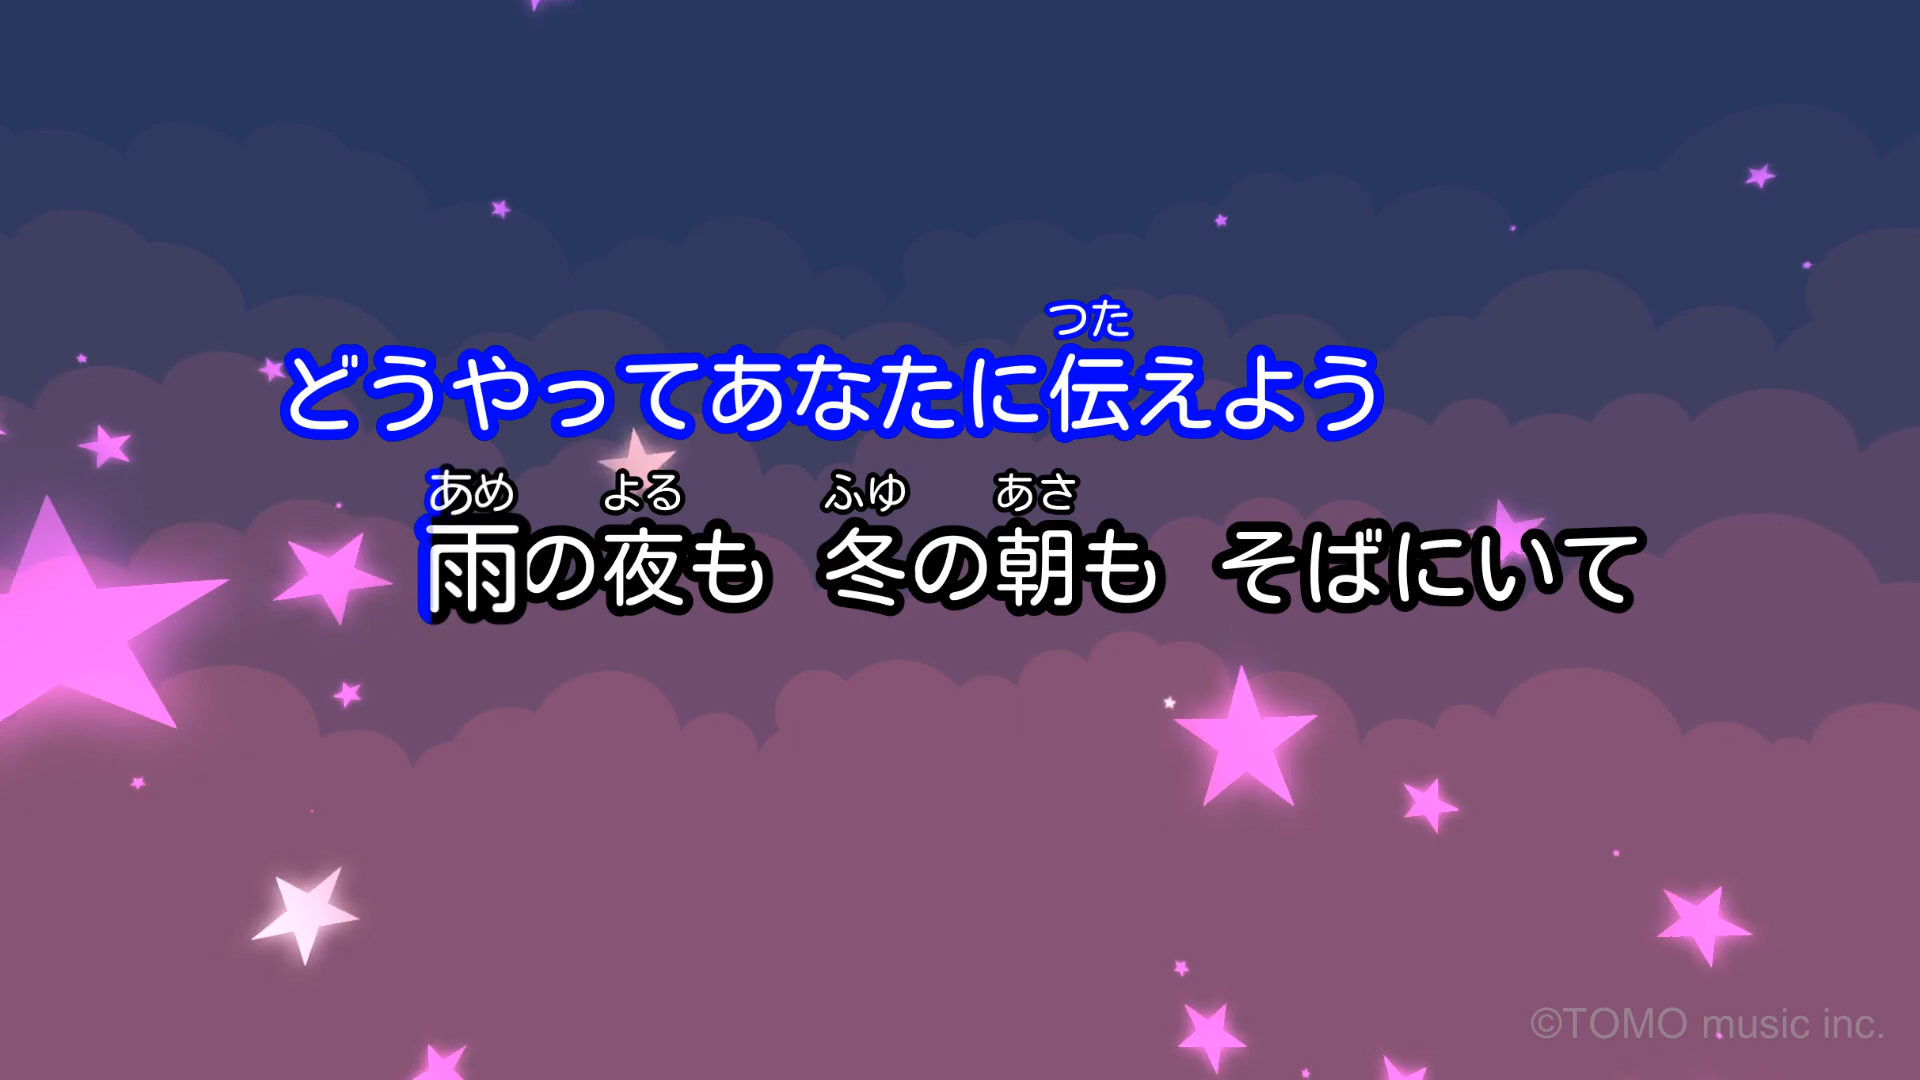 つた
どうやってあなたに伝えよう
あめ よる ふゆ あさ
雨の夜も 冬の朝も そばにいて
©TOMO music inc.